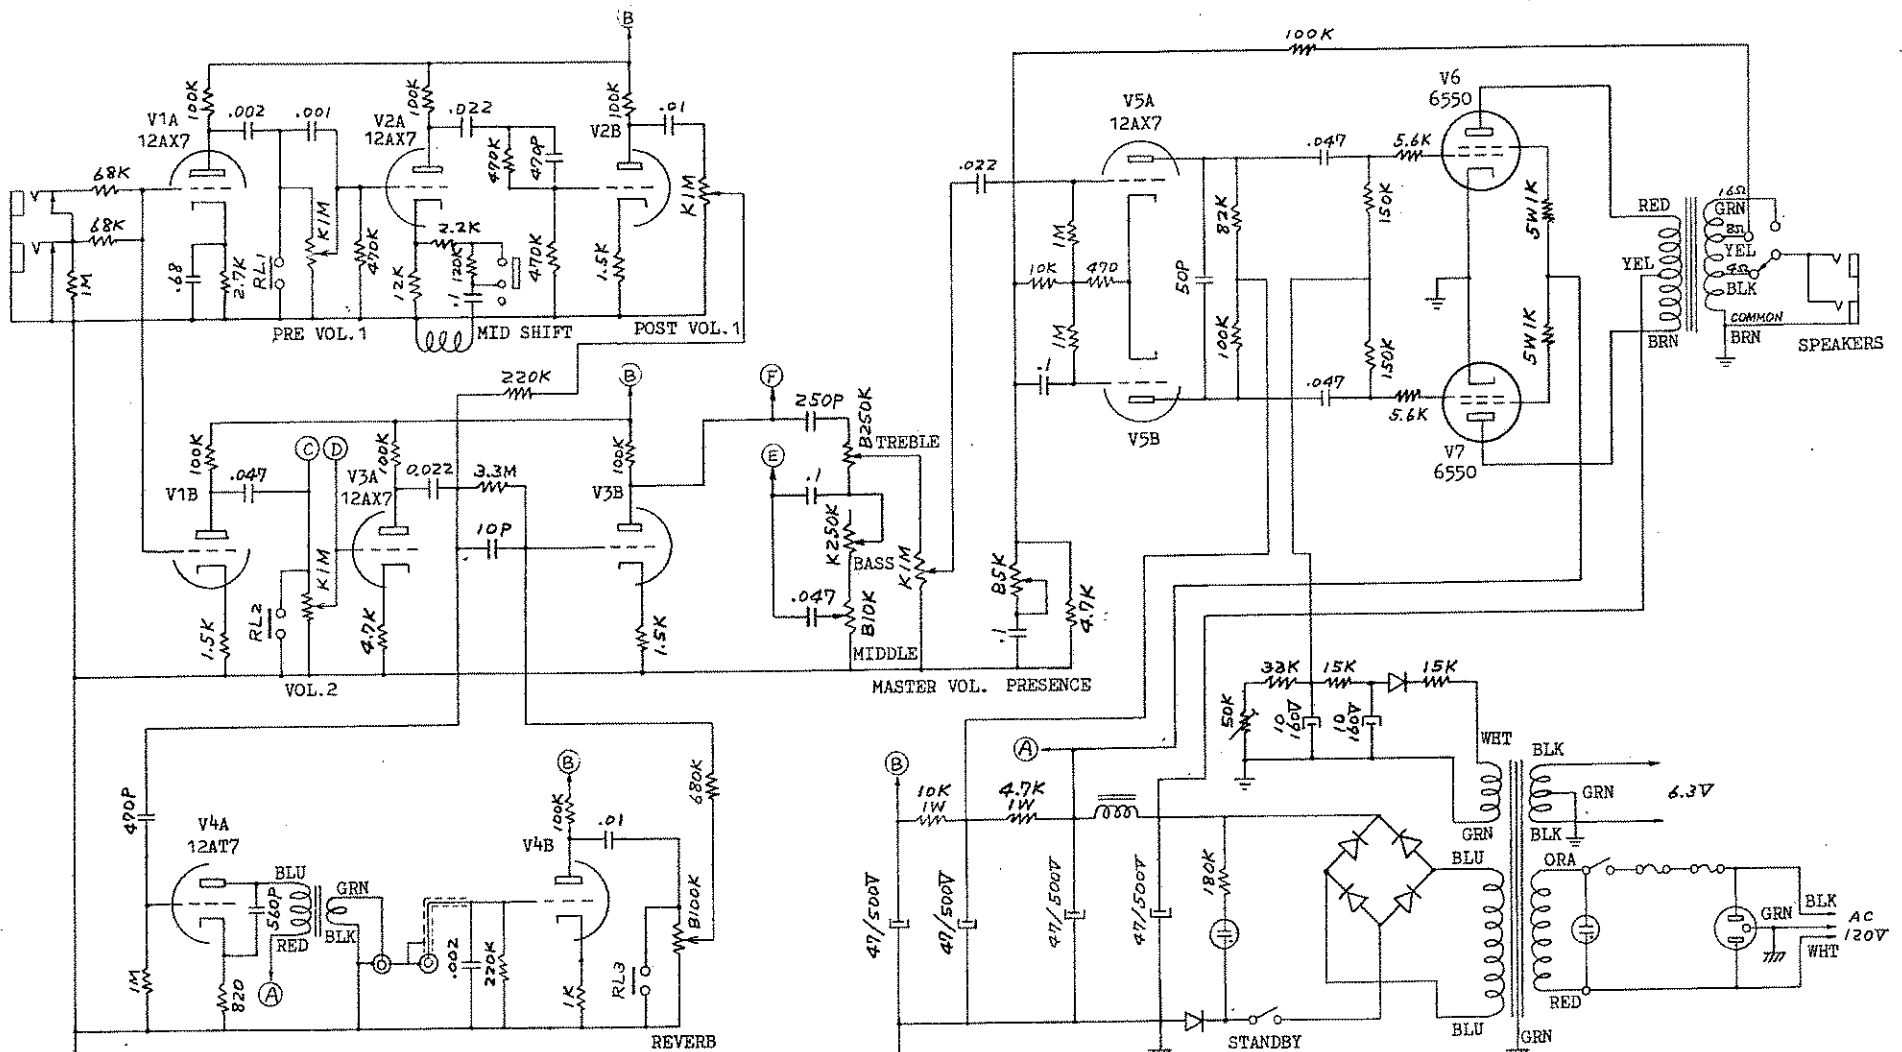 B
100K
V1A
12AX7
.002
.001
100K
V2A
12AX7
.022
470K
470P
100K
V2B
.01
K1M
68K
68K
1M
.68
2.7K
RL1
K1M
470K
2.2K
12K
120K
.1
470K
1.5K
PRE VOL.1
MID SHIFT
POST VOL.1
220K
100K
V5A
12AX7
.022
1M
10K
470
1M
.1
V5B
50P
82K
100K
.047
150K
150K
.047
5.6K
5.6K
V6
6550
V7
6550
5W1K
5W1K
RED
YEL
BRN
16Ω
GRN
8Ω
YEL
4Ω
BLK
COMMON
BRN
SPEAKERS
100K
V1B
.047
C
D
V3A
12AX7
100K
0.022
3.3M
10P
B
100K
V3B
F
250P
B250K
TREBLE
E
.1
K250K
BASS
.047
B10K
MIDDLE
K1M
1.5K
RL2
K1M
4.7K
1.5K
VOL.2
MASTER VOL.
PRESENCE
B5K
.1
4.7K
470P
V4A
12AT7
1M
820
560P
BLU
RED
A
GRN
BLK
.002
220K
B
100K
V4B
.01
1K
680K
B100K
RL3
REVERB
B
10K
1W
4.7K
1W
A
47/500V
47/500V
47/500V
47/500V
180K
STANDBY
50K
33K
15K
15K
10
160V
10
160V
WHT
GRN
BLU
BLU
BLK
GRN
BLK
6.3V
ORA
RED
GRN
BLK
GRN
WHT
AC
120V